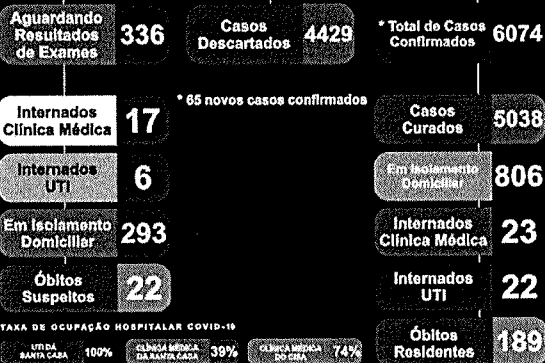 Aguardando
Resultados
de Exames
336
Casos
Descartados
4429
* Total de Casos
Confirmados
6074
Internados
Clínica Médica
17
* 65 novos casos confirmados
Casos
Curados
5038
Internados
UTI
6
Em Isolamento
Domiciliar
806
Em Isolamento
Domiciliar
293
Internados
Clínica Médica
23
Óbitos
Suspeitos
22
Internados
UTI
22
TAXA DE OCUPAÇÃO HOSPITALAR COVID-19
Óbitos
Residentes
189
UTI DA
SANTA CASA
100%
CLÍNICA MÉDICA
DA SANTA CASA
39%
CLÍNICA MÉDICA
74%